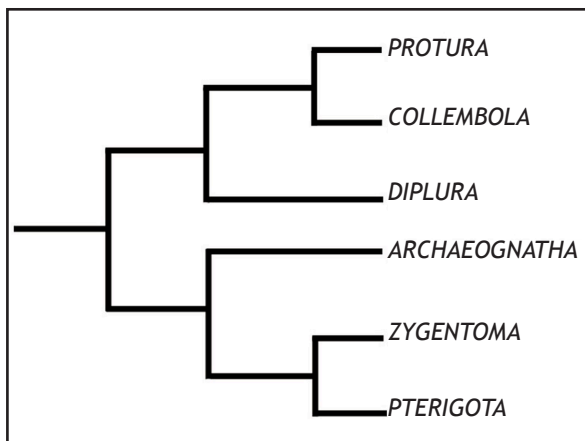 PROTURA
COLLEMBOLA
DIPLURA
ARCHAEOGNATHA
ZYGENTOMA
PTERIGOTA